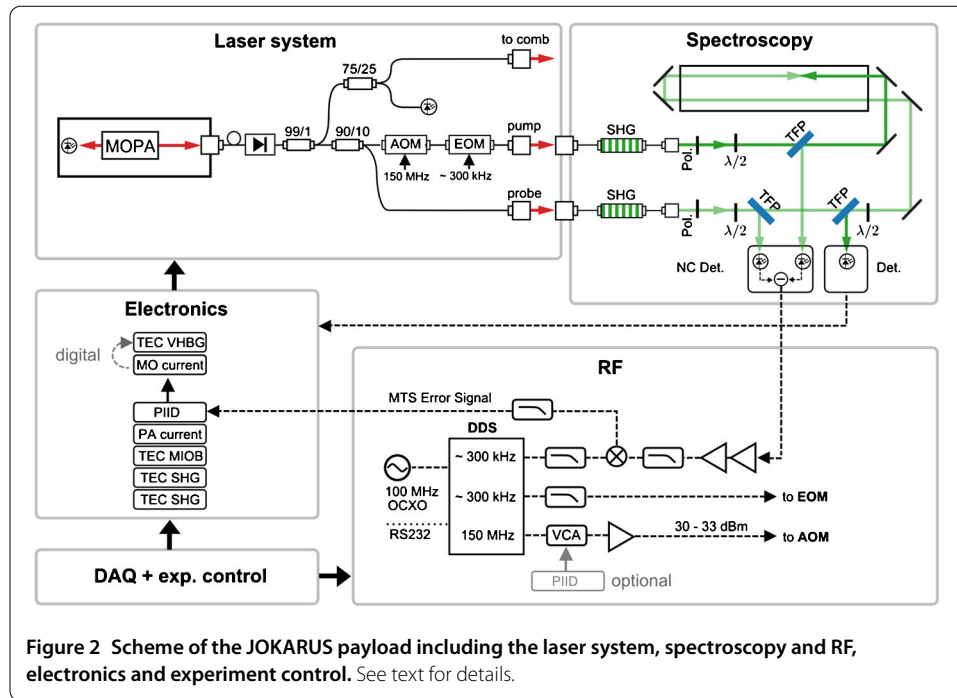 Laser system
to comb
75/25
MOPA
99/1
90/10
AOM
EOM
pump
150 MHz
~ 300 kHz
probe
Spectroscopy
SHG
Pol.
λ/2
TFP
SHG
Pol.
λ/2
TFP
TFP
λ/2
NC Det.
Det.
Electronics
digital
TEC VHBG
MO current
PIID
PA current
TEC MIOB
TEC SHG
TEC SHG
DAQ + exp. control
RF
MTS Error Signal
DDS
~ 300 kHz
100 MHz
OCXO
~ 300 kHz
to EOM
RS232
150 MHz
VCA
30 - 33 dBm
to AOM
PIID
optional
Figure 2 Scheme of the JOKARUS payload including the laser system, spectroscopy and RF,
electronics and experiment control. See text for details.